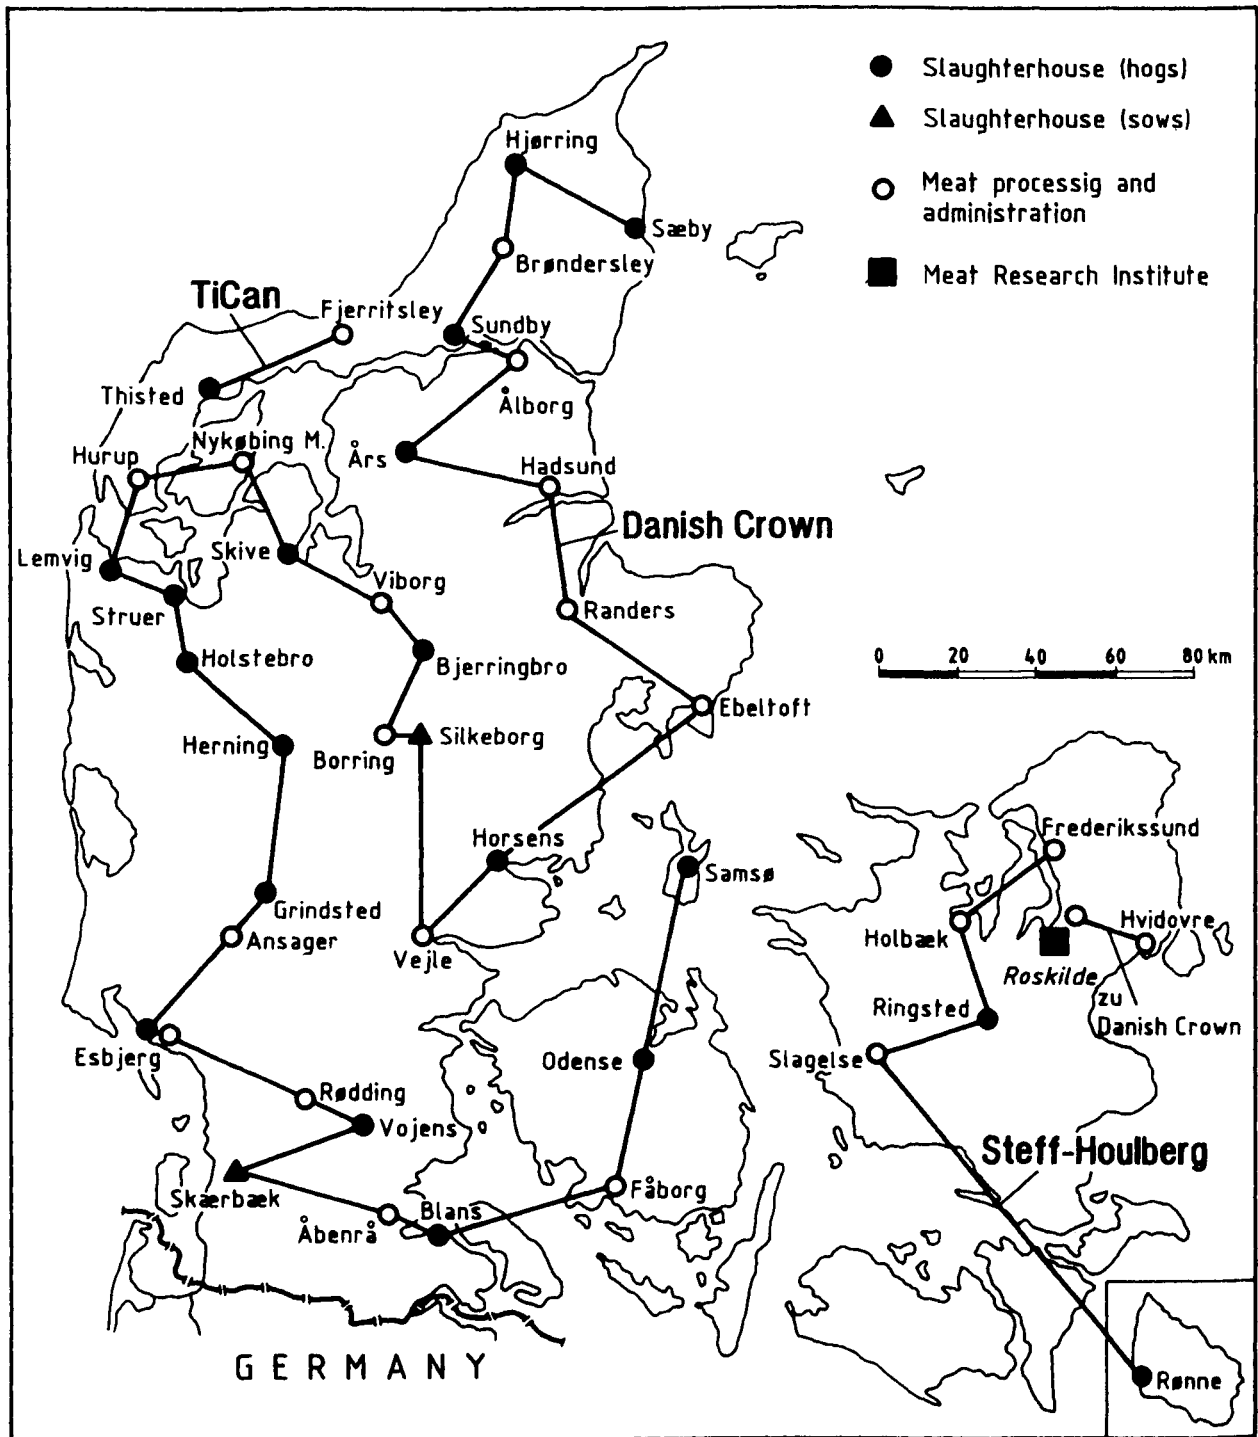 Slaughterhouse (hogs)
Slaughterhouse (sows)
Meat processig and
administration
Meat Research Institute
Hjørring
Sæby
Brøndersley
TiCan
Fjerritsley
Sundby
Thisted
Ålborg
Nykøbing M.
Hurup
Års
Hadsund
Danish Crown
Lemvig
Skive
Viborg
Struer
Randers
Holstebro
Bjerringbro
0 20 40 60 80 km
Ebeltoft
Herning
Borring
Silkeborg
Horsens
Frederikssund
Samsø
Grindsted
Ansager
Vejle
Holbæk
Hvidovre
Roskilde
Ringsted
zu
Danish Crown
Esbjerg
Odense
Slagelse
Rødding
Vojens
Steff-Houlberg
Skærbæk
Fåborg
Åbenrå
Blans
GERMANY
Rønne